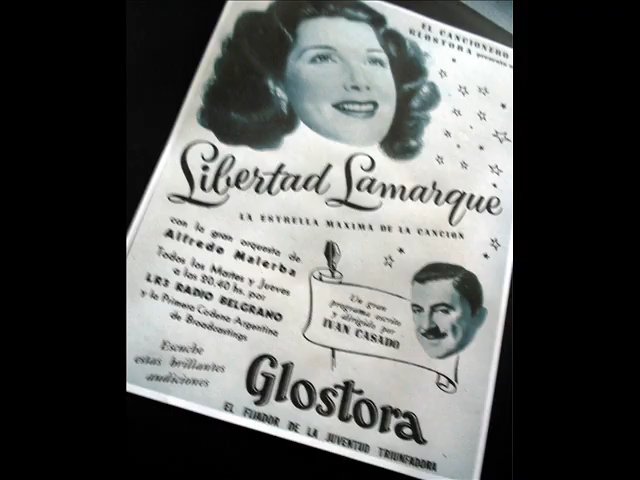 EL CANCIONERO
GLOSTORA presenta a
Libertad Lamarque
LA ESTRELLA MAXIMA DE LA CANCION
con la gran orquesta de
Alfredo Malerba
Todos los Martes y Jueves
a las 20,40 hs. por
LR3 RADIO BELGRANO
y la Primera Cadena Argentina
de Broadcastings
Un gran
programa escrito
y dirigido por
IVAN CASADO
Escuche
estas brillantes
audiciones
Glostora
EL FIJADOR DE LA JUVENTUD TRIUNFADORA